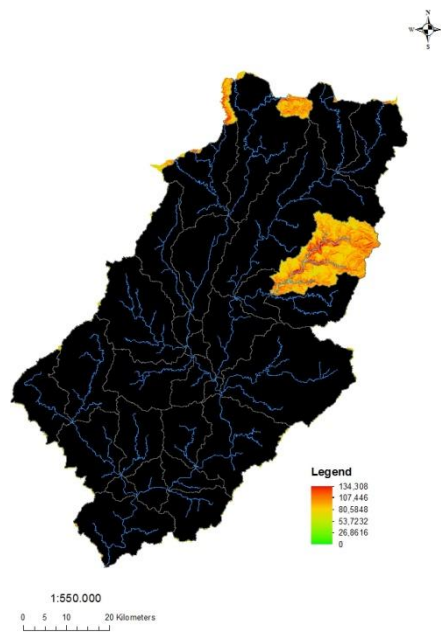 N
W E
S
Legend
134,308
107,446
80,5848
53,7232
26,8616
0
1:550.000
0 5 10 20 Kilometers